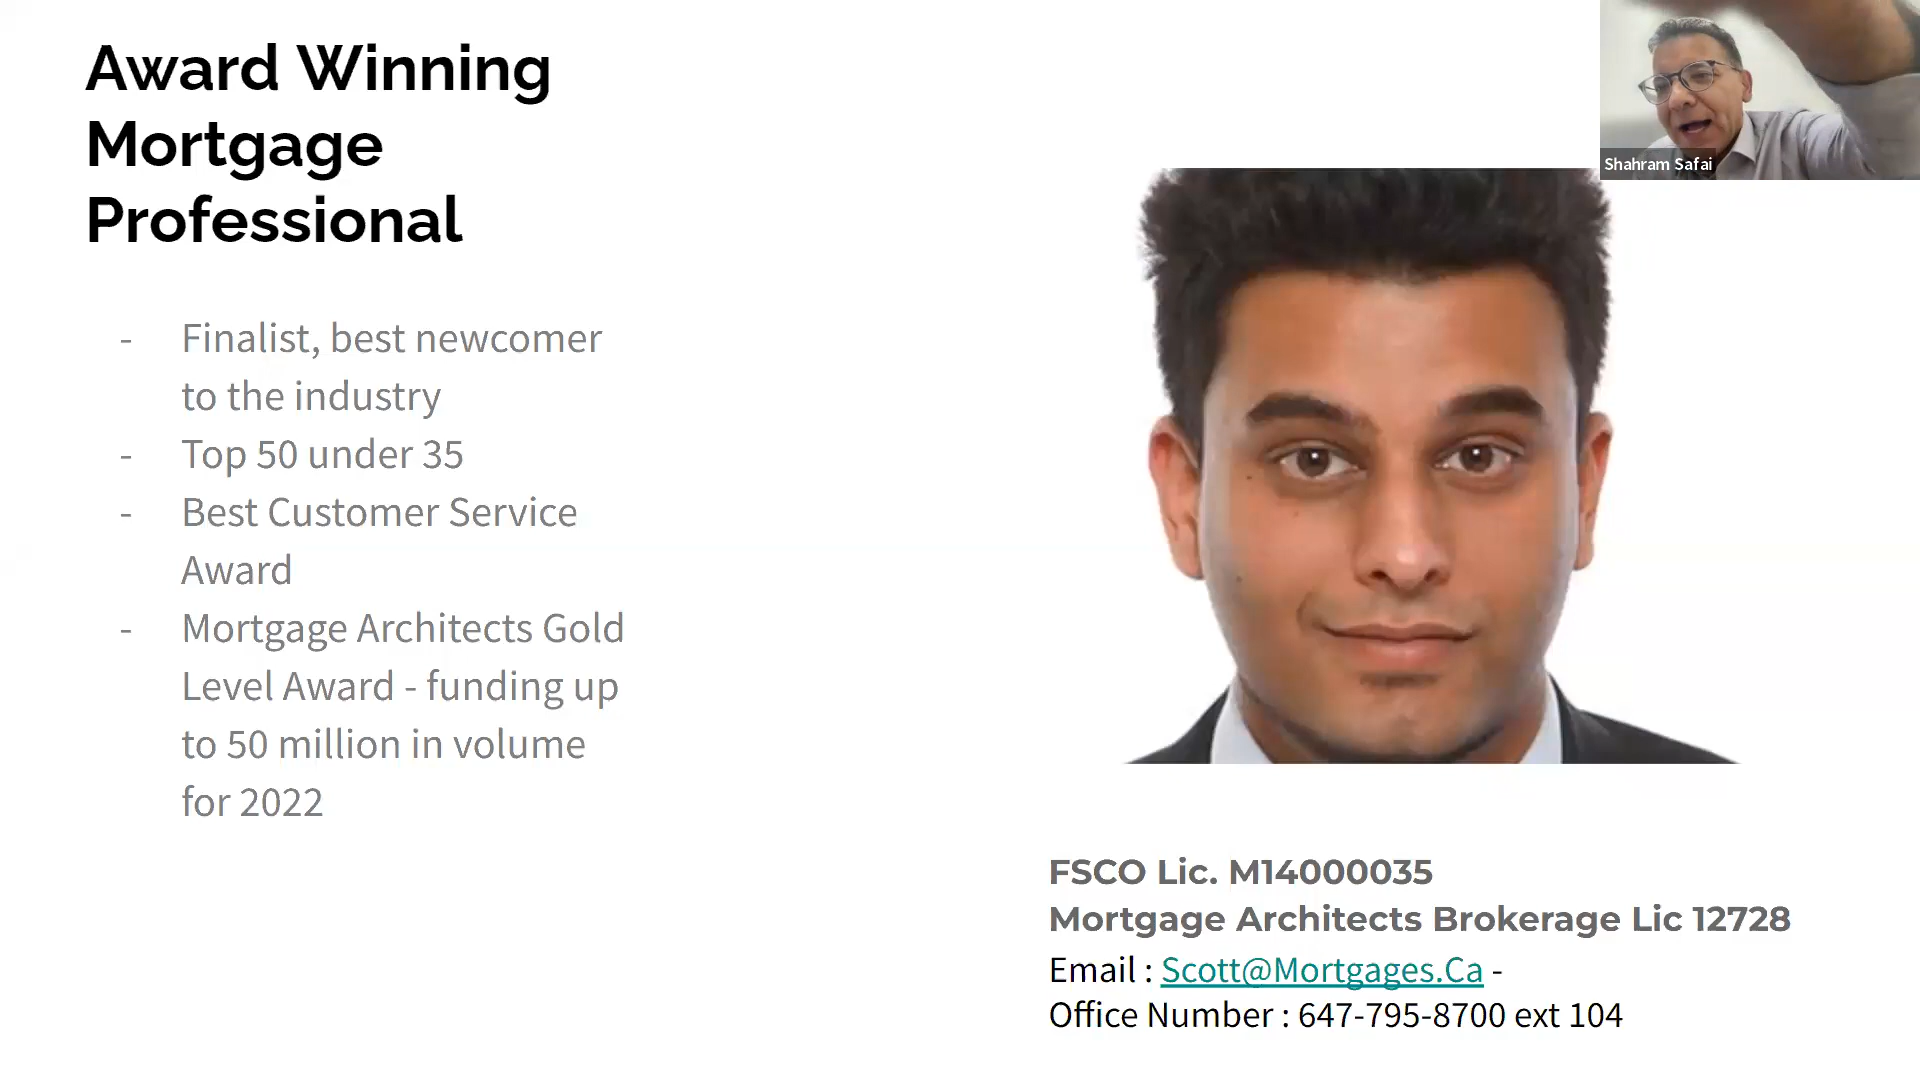 Award Winning
Mortgage
Professional
- Finalist, best newcomer
to the industry
- Top 50 under 35
- Best Customer Service
Award
- Mortgage Architects Gold
Level Award - funding up
to 50 million in volume
for 2022
Shahram Safai
FSCO Lic. M14000035
Mortgage Architects Brokerage Lic 12728
Email : Scott@Mortgages.Ca -
Office Number : 647-795-8700 ext 104